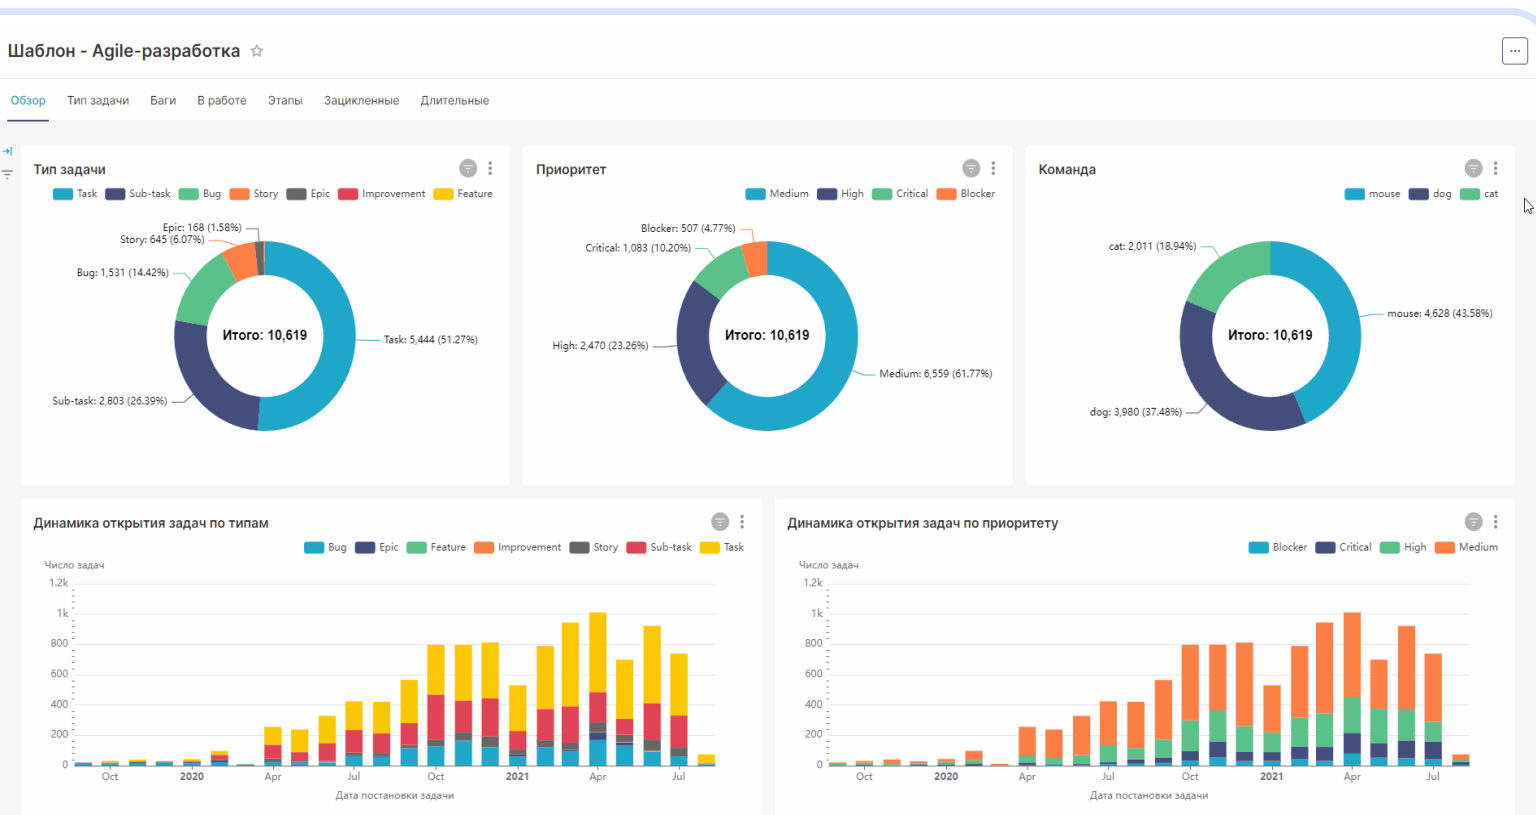 Шаблон - Agile-разработка
Обзор Тип задачи Баги В работе Этапы Зацикленные Длительные
Тип задачи
Task Sub-task Bug Story Epic Improvement Feature
Epic: 168 (1.58%)
Story: 645 (6.07%)
Bug: 1,531 (14.42%)
Итого: 10,619
Task: 5,444 (51.27%)
Sub-task: 2,803 (26.39%)
Приоритет
Medium High Critical Blocker
Blocker: 507 (4.77%)
Critical: 1,083 (10.20%)
Итого: 10,619
High: 2,470 (23.26%)
Medium: 6,559 (61.77%)
Команда
mouse dog cat
cat: 2,011 (18.94%)
mouse: 4,628 (43.58%)
Итого: 10,619
dog: 3,980 (37.48%)
Динамика открытия задач по типам
Bug Epic Feature Improvement Story Sub-task Task
Число задач
1.2k
1k
800
600
400
200
0
Oct 2020 Apr Jul Oct 2021 Apr Jul
Дата постановки задачи
Динамика открытия задач по приоритету
Blocker Critical High Medium
Число задач
1.2k
1k
800
600
400
200
0
Oct 2020 Apr Jul Oct 2021 Apr Jul
Дата постановки задачи